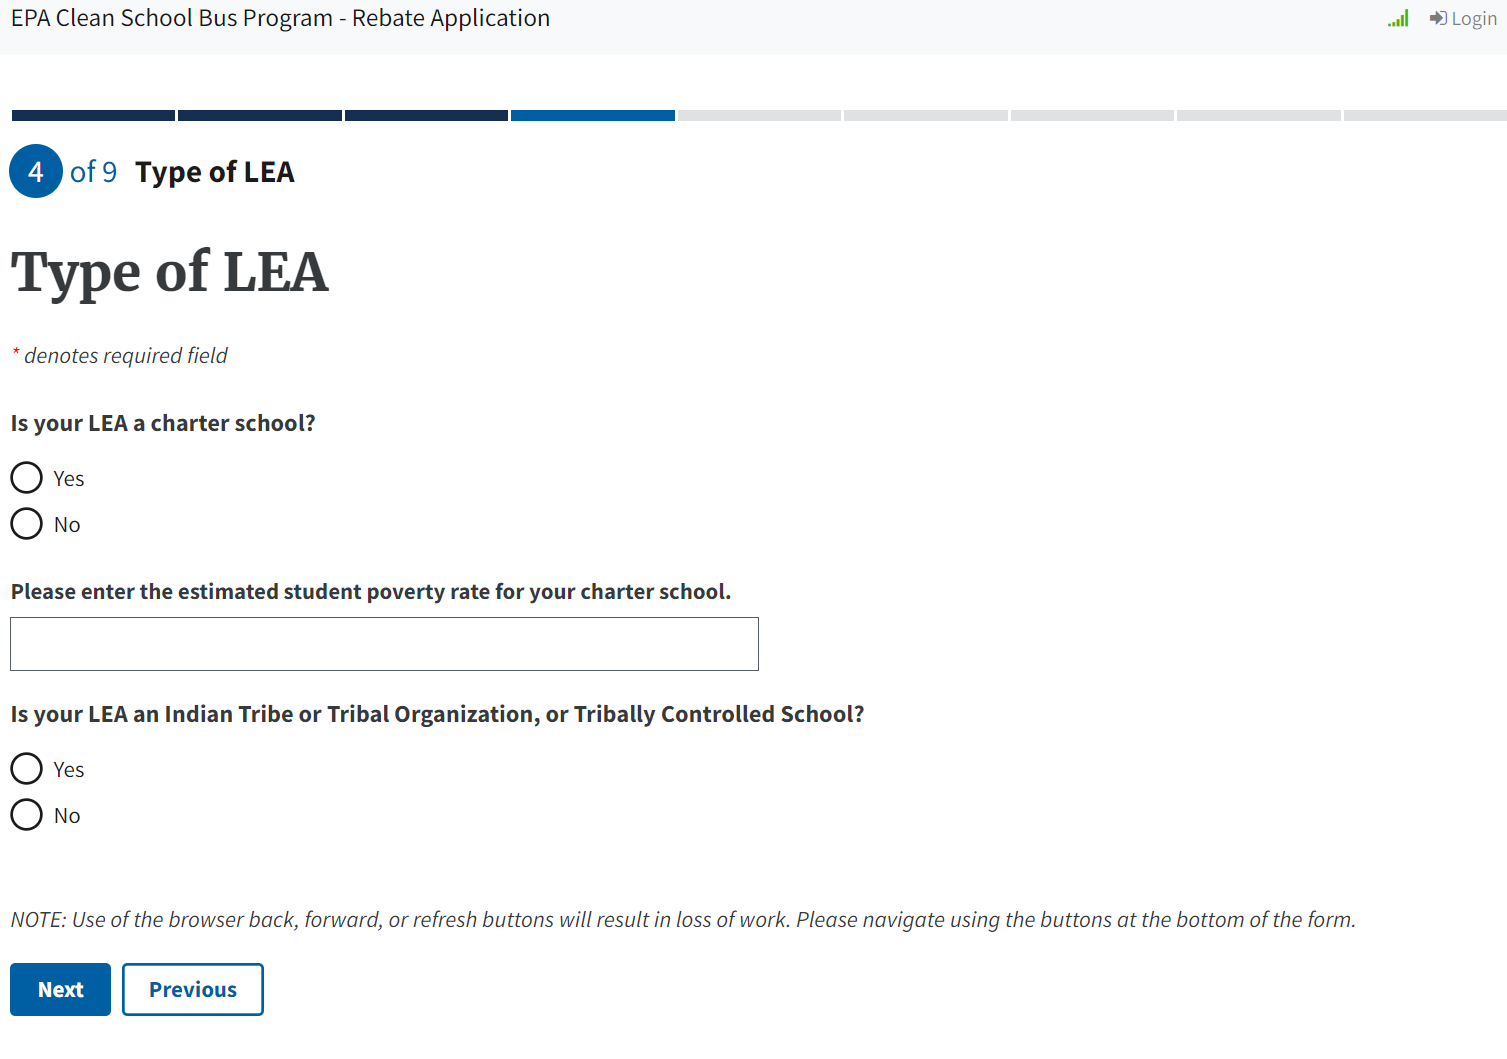 EPA Clean School Bus Program - Rebate Application
Login
4 of 9 Type of LEA
Type of LEA
* denotes required field
Is your LEA a charter school?
Yes
No
Please enter the estimated student poverty rate for your charter school.
Is your LEA an Indian Tribe or Tribal Organization, or Tribally Controlled School?
Yes
No
NOTE: Use of the browser back, forward, or refresh buttons will result in loss of work. Please navigate using the buttons at the bottom of the form.
Next Previous